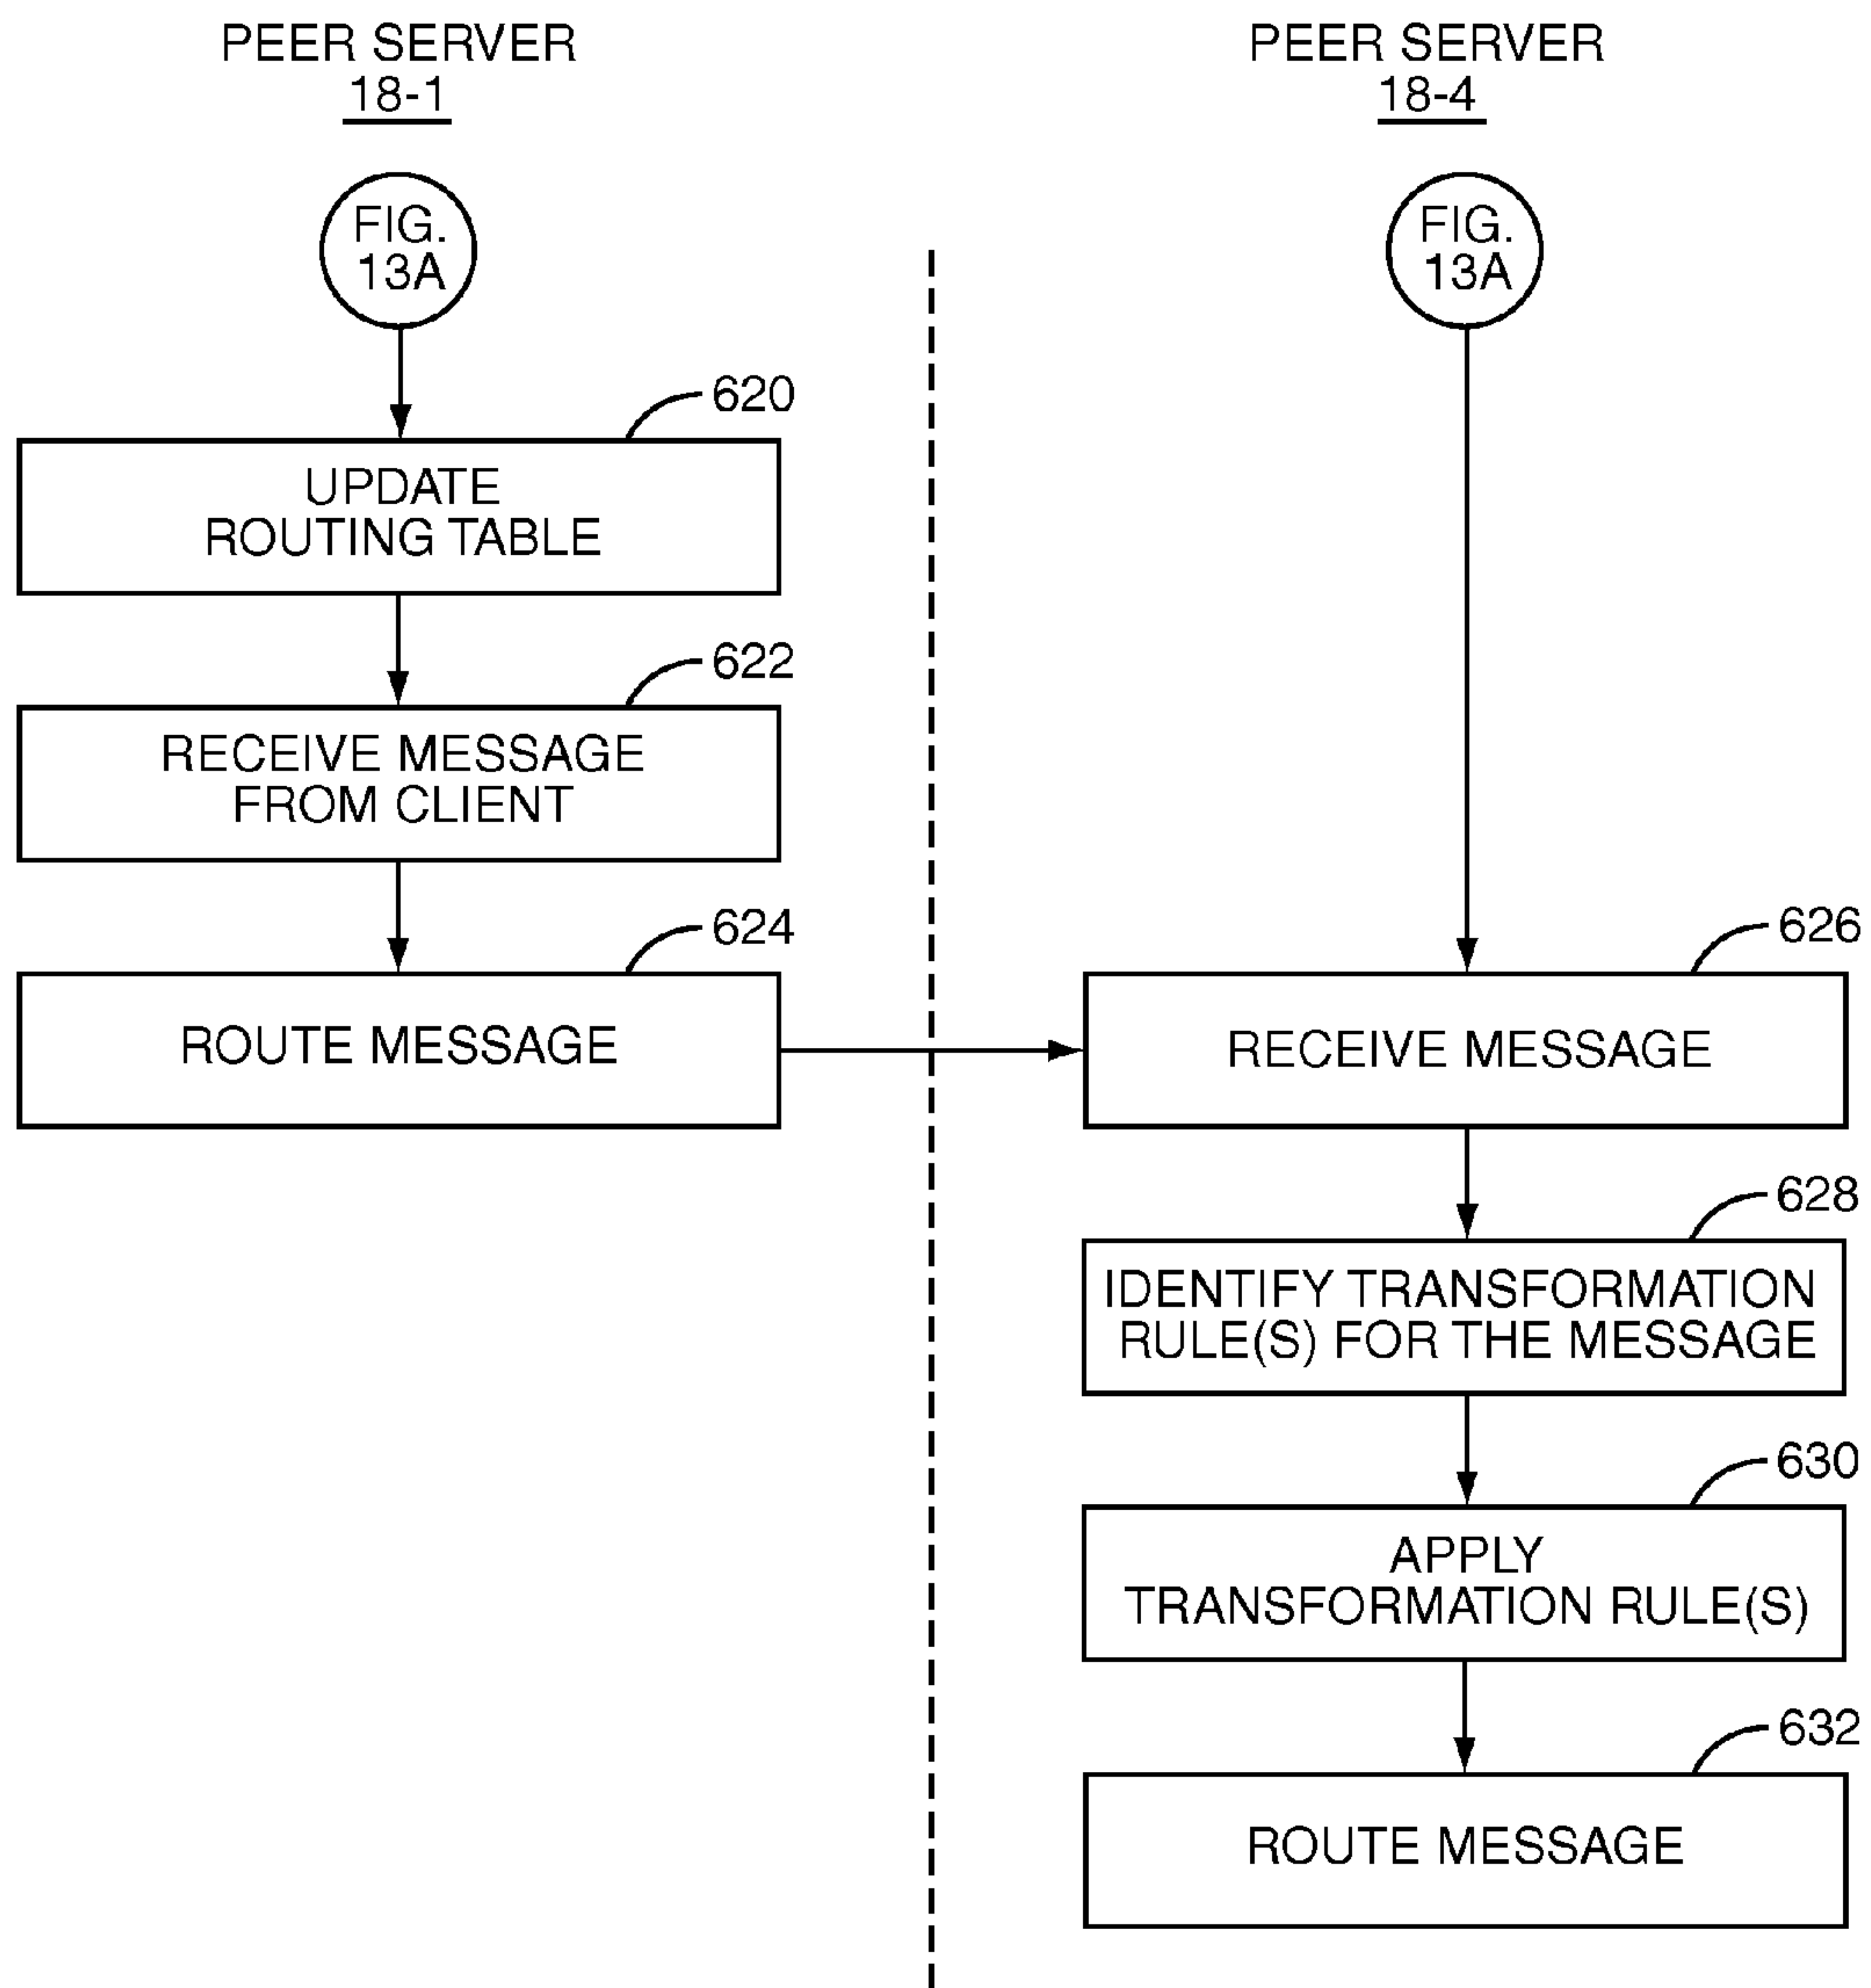 PEER SERVER
18-1
FIG.
13A
620
UPDATE
ROUTING TABLE
622
RECEIVE MESSAGE
FROM CLIENT
624
ROUTE MESSAGE
PEER SERVER
18-4
FIG.
13A
626
RECEIVE MESSAGE
628
IDENTIFY TRANSFORMATION
RULE(S) FOR THE MESSAGE
630
APPLY
TRANSFORMATION RULE(S)
632
ROUTE MESSAGE